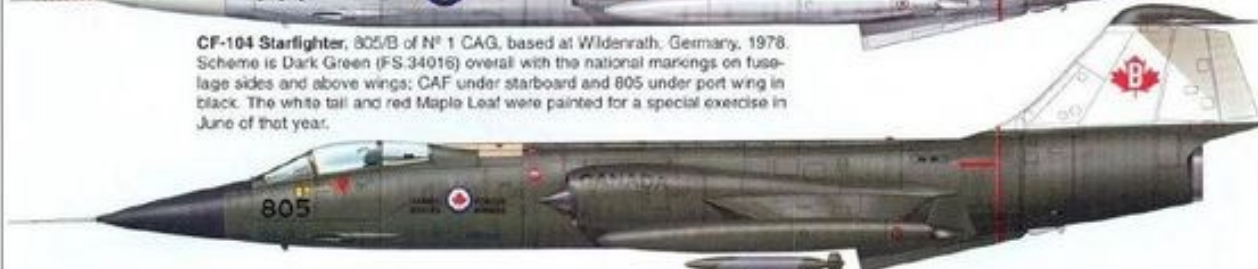 CF-104 Starfighter, 805/B of Nº 1 CAG, based at Wildenrath, Germany, 1978.
Scheme is Dark Green (FS 34016) overall with the national markings on fuse-
lage sides and above wings; CAF under starboard and 805 under port wing in
black. The white tail and red Maple Leaf were painted for a special exercise in
June of that year.
B
805
CANADA